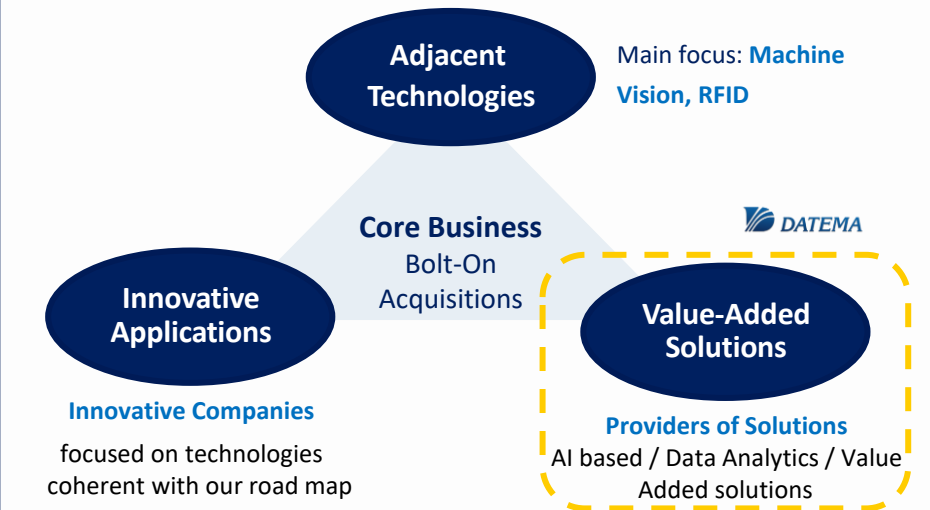 Adjacent
Technologies
Main focus: Machine
Vision, RFID
Core Business
Bolt-On
Acquisitions
DATEMA
Innovative
Applications
Value-Added
Solutions
Innovative Companies
focused on technologies
coherent with our road map
Providers of Solutions
AI based / Data Analytics / Value
Added solutions